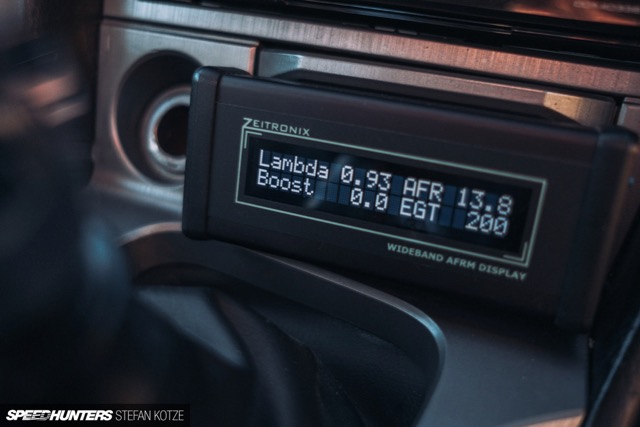 ZEITRONIX
Lambda 0.93 AFR 13.8
Boost 0.0 EGT 200
WIDEBAND AFRM DISPLAY
SPEEDHUNTERS STEFAN KOTZE